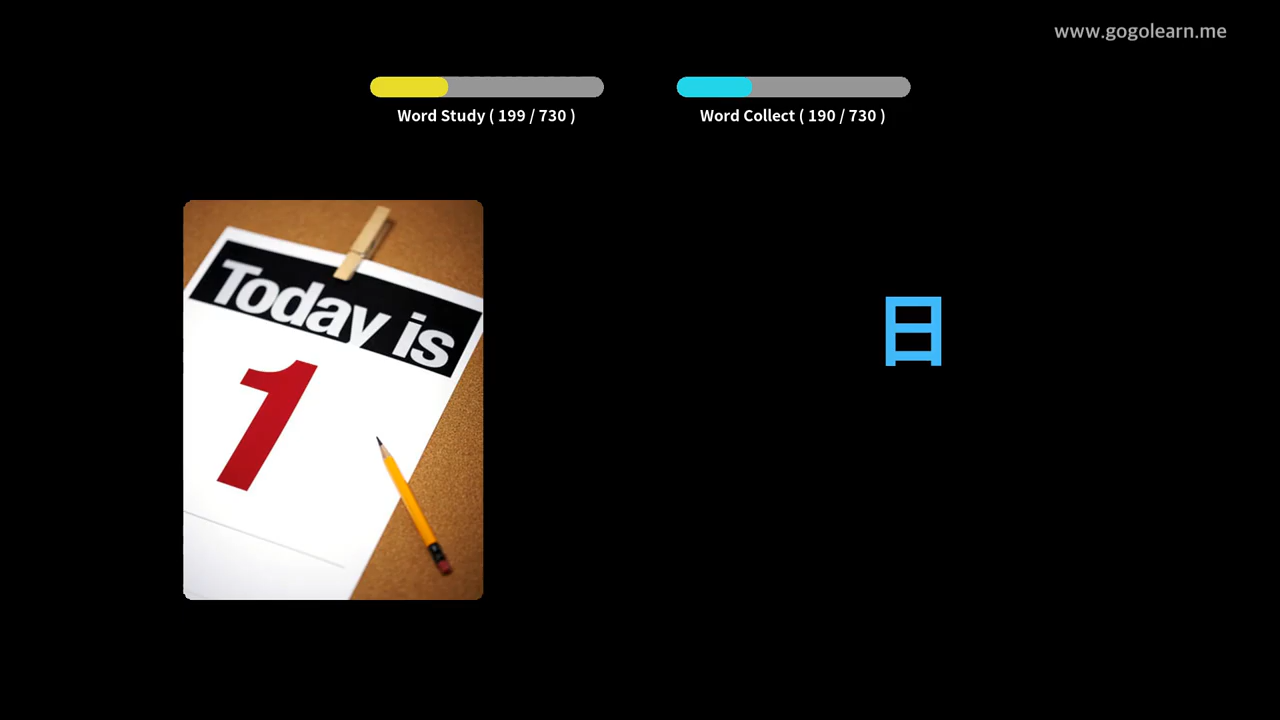 www.gogolearn.me
Word Study ( 199 / 730 )
Word Collect ( 190 / 730 )
Today is
1
日